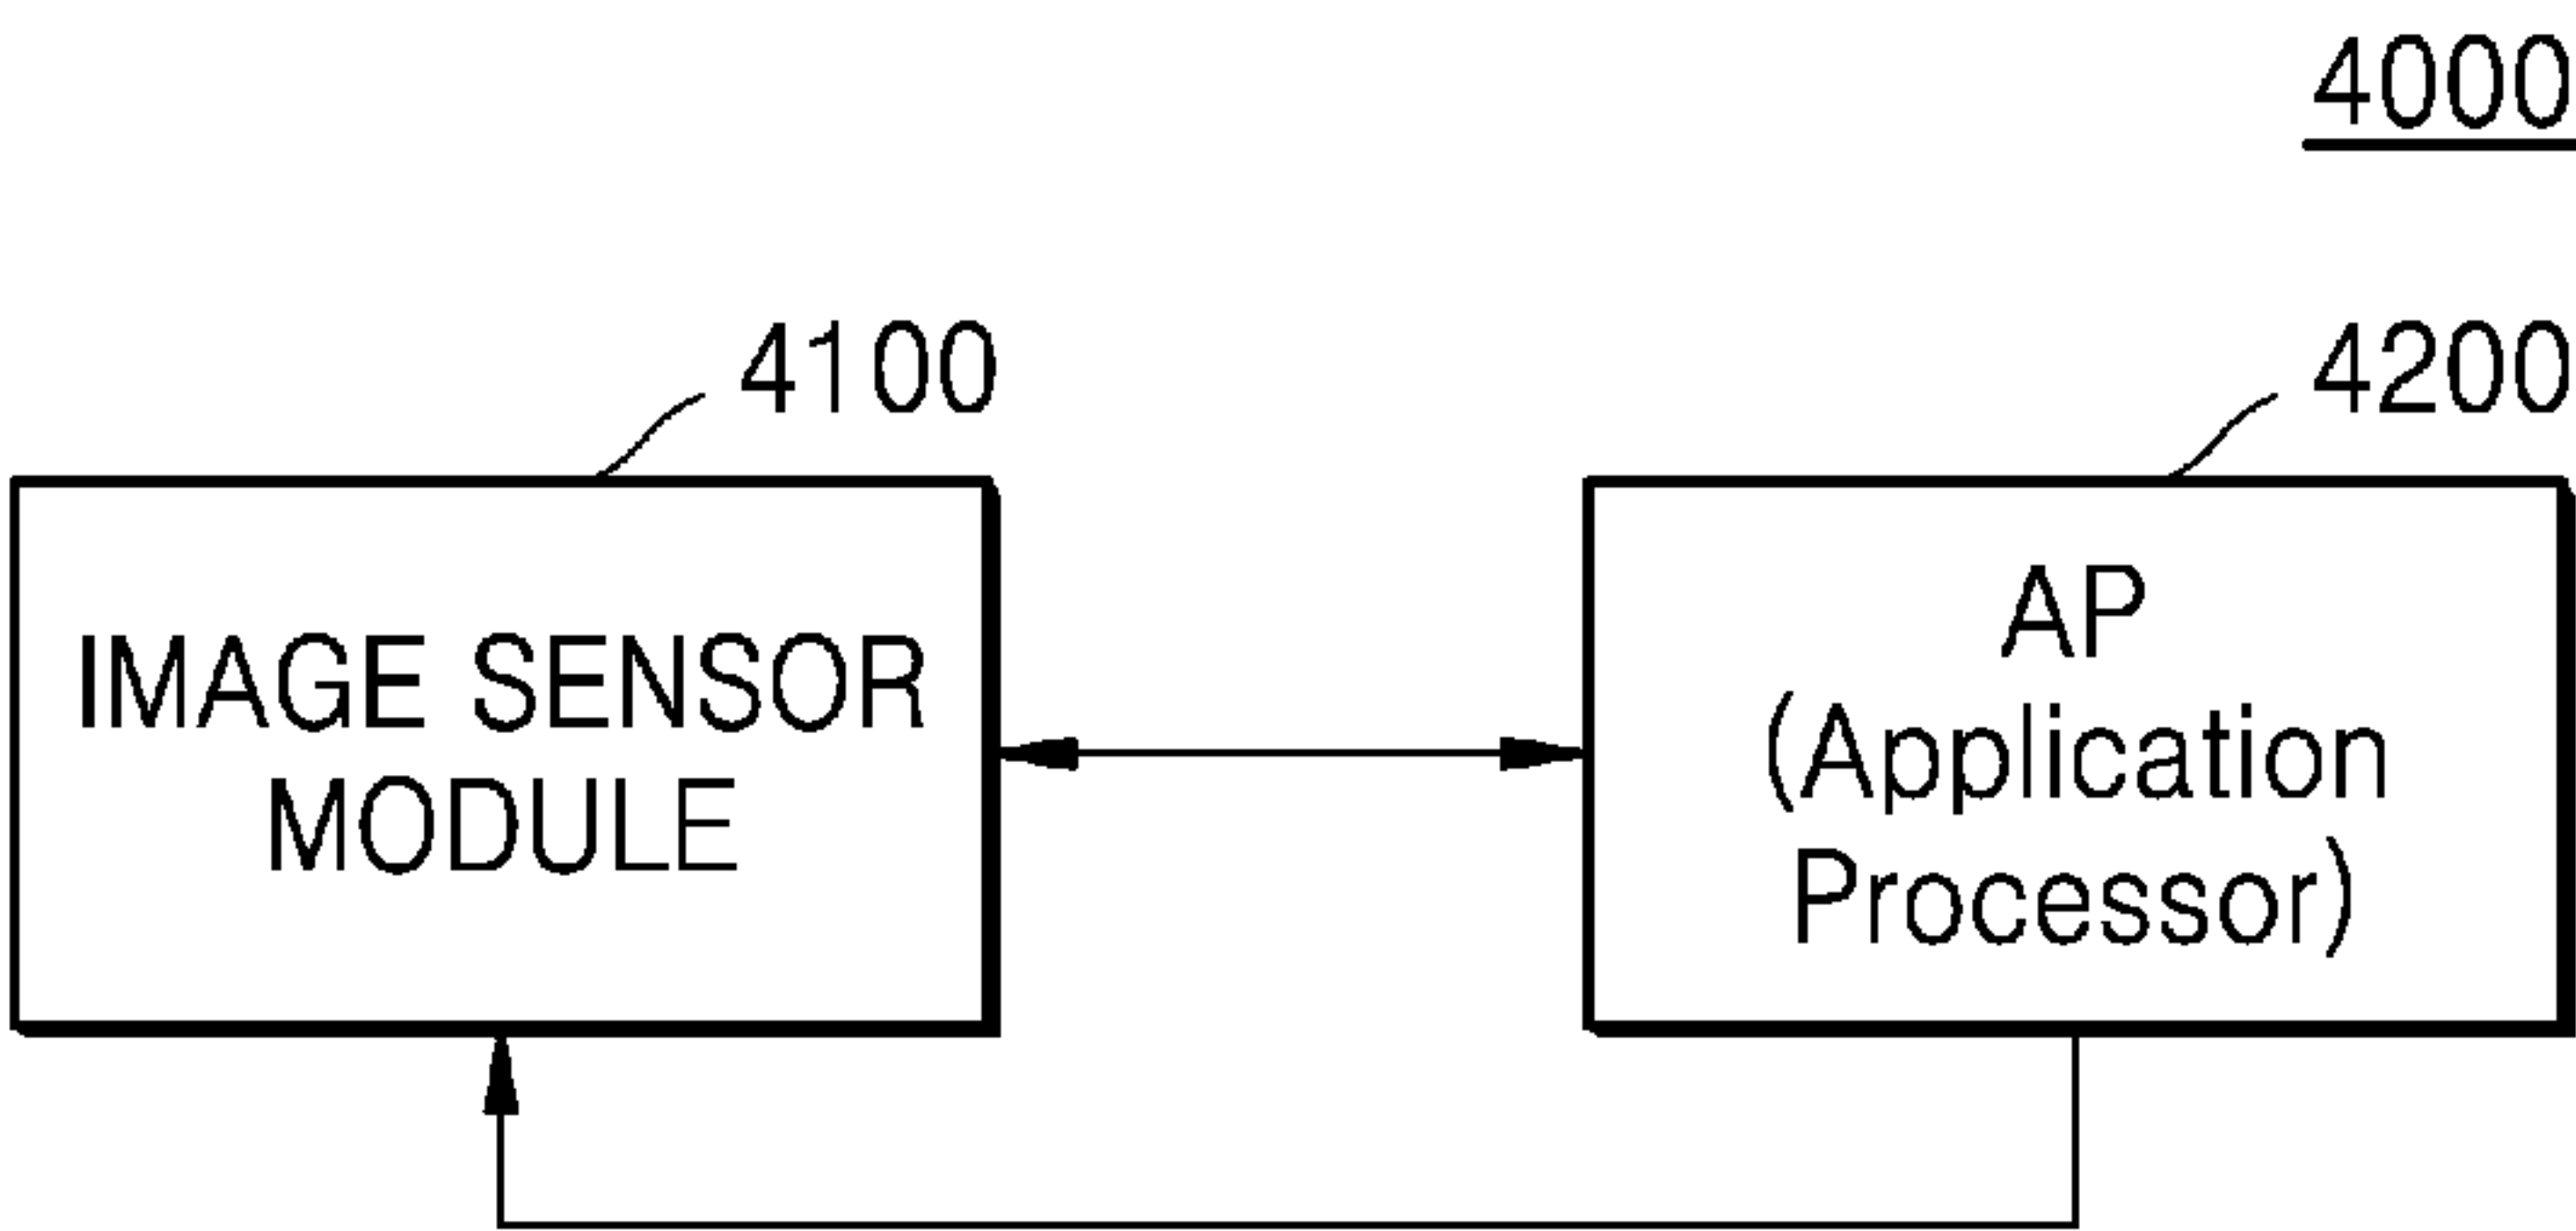 4000
4100
4200
IMAGE SENSOR
MODULE
AP
(Application
Processor)